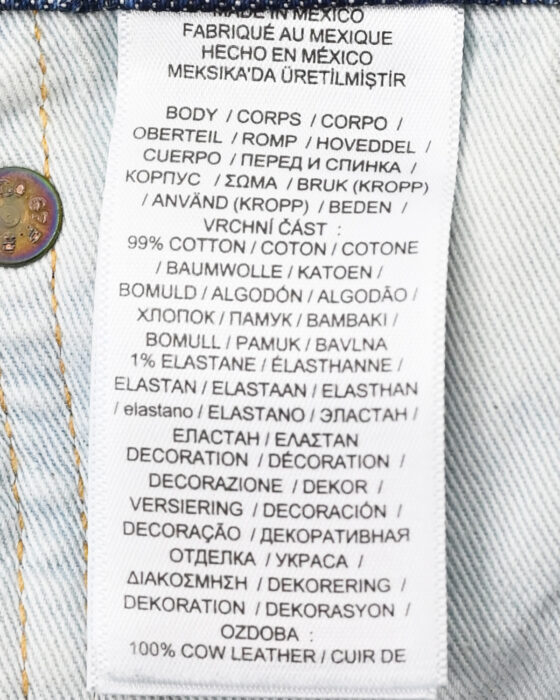 MADE IN MEXICO
FABRIQUÉ AU MEXIQUE
HECHO EN MÉXICO
MEKSIKA'DA ÜRETİLMİŞTİR
BODY / CORPS / CORPO /
OBERTEIL / ROMP / HOVEDDEL /
CUERPO / ПЕРЕД И СПИНКА /
КОРПУС / ΣΩΜΑ / BRUK (KROPP)
/ ANVÄND (KROPP) / BEDEN /
VRCHNÍ ČÁST :
99% COTTON / COTON / COTONE
/ BAUMWOLLE / KATOEN /
BOMULD / ALGODÓN / ALGODÃO /
ХЛОПОК / ПАМУК / BAMBAKI /
BOMULL / PAMUK / BAVLNA
1% ELASTANE / ÉLASTHANNE /
ELASTAN / ELASTAAN / ELASTHAN
/ elastano / ELASTANO / ЭЛАСТАН /
ЕЛАСТАН / ΕΛΑΣΤΑΝ
DECORATION / DÉCORATION /
DECORAZIONE / DEKOR /
VERSIERING / DECORACIÓN /
DECORAÇÃO / ДЕКОРАТИВНАЯ
ОТДЕЛКА / УКРАСА /
ΔΙΑΚΟΣΜΗΣΗ / DEKORERING /
DEKORATION / DEKORASYON /
OZDOBA :
100% COW LEATHER / CUIR DE